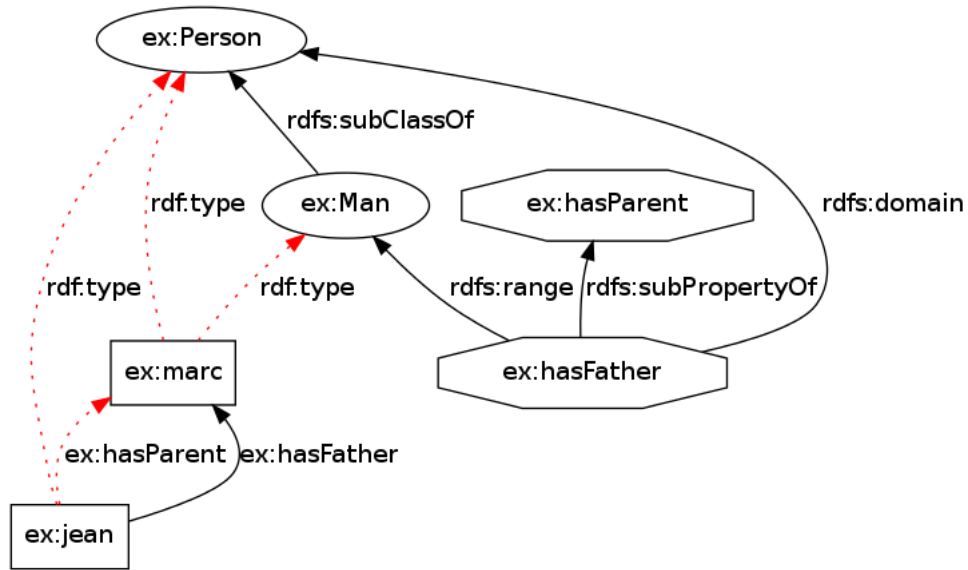 ex:Person
rdfs:subClassOf
rdf:type
ex:Man
ex:hasParent
rdfs:domain
rdf:type
rdf:type
rdfs:range
rdfs:subPropertyOf
ex:marc
ex:hasFather
ex:hasParent
ex:hasFather
ex:jean